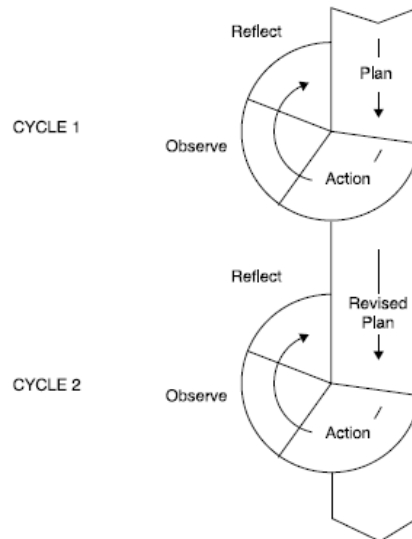 Reflect
Plan
CYCLE 1
Observe
Action
Reflect
Revised
Plan
CYCLE 2
Observe
Action